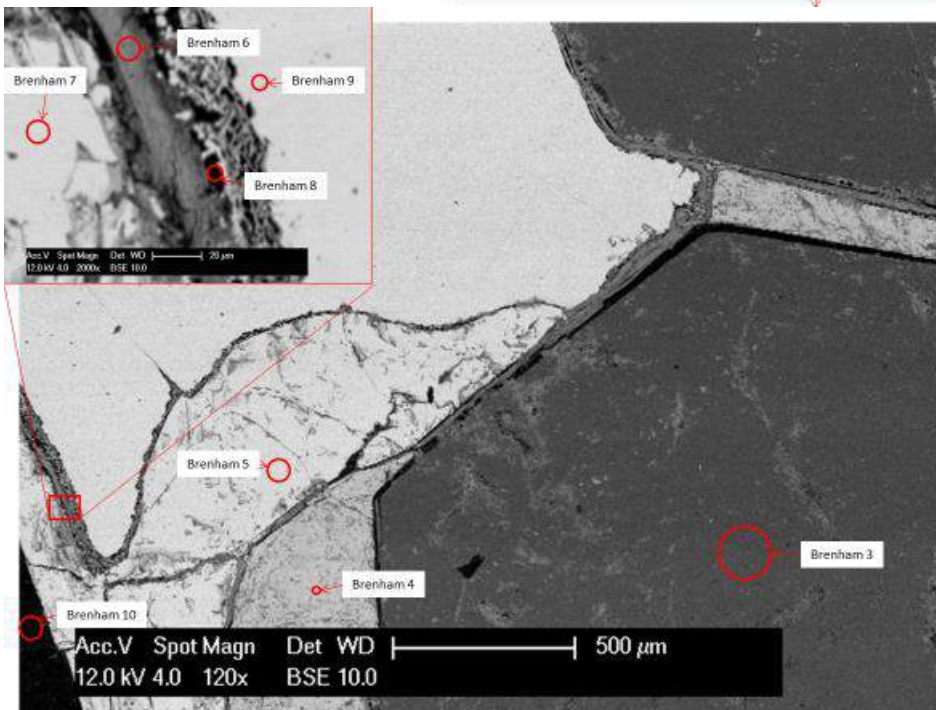 Brenham 6
Brenham 7
Brenham 9
Brenham 8
Acc.V Spot Magn Det WD 20 µm
12.0 kV 4.0 2000x BSE 10.0
Brenham 5
Brenham 3
Brenham 4
Brenham 10
Acc.V Spot Magn Det WD 500 µm
12.0 kV 4.0 120x BSE 10.0